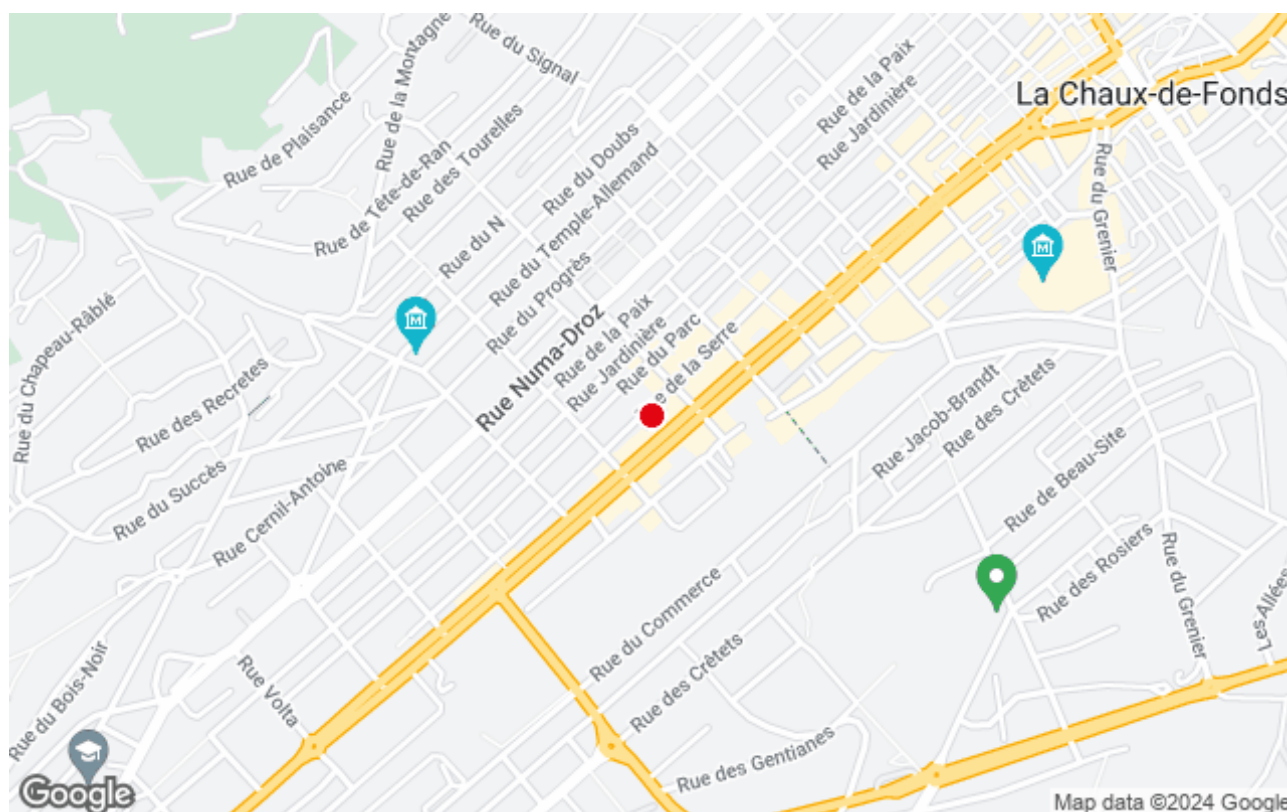 Rue du Signal
Rue de la Montagne
Rue de Plaisance
Rue de la Paix
Rue Jardinière
La Chaux-de-Fonds
Rue des Tourelles
Rue de Tête-de-Ran
Rue du Doubs
Rue du Temple-Allemand
Rue du Grenier
Rue du N
Rue du Progrès
M
M
Rue du Chapeau-Râblé
Rue Numa-Droz
Rue de la Paix
Rue Jardinière
Rue du Parc
de la Serre
Rue des Recretes
Rue Jacob-Brandt
Rue des Crêtets
Rue de Beau-Site
Rue du Succès
Rue Cernil-Antoine
Rue des Rosiers
Rue du Grenier
Les Allées
Rue du Commerce
Rue des Crêtets
Rue du Bois-Noir
Rue Volta
Rue des Gentianes
Google
Map data ©2024 Google